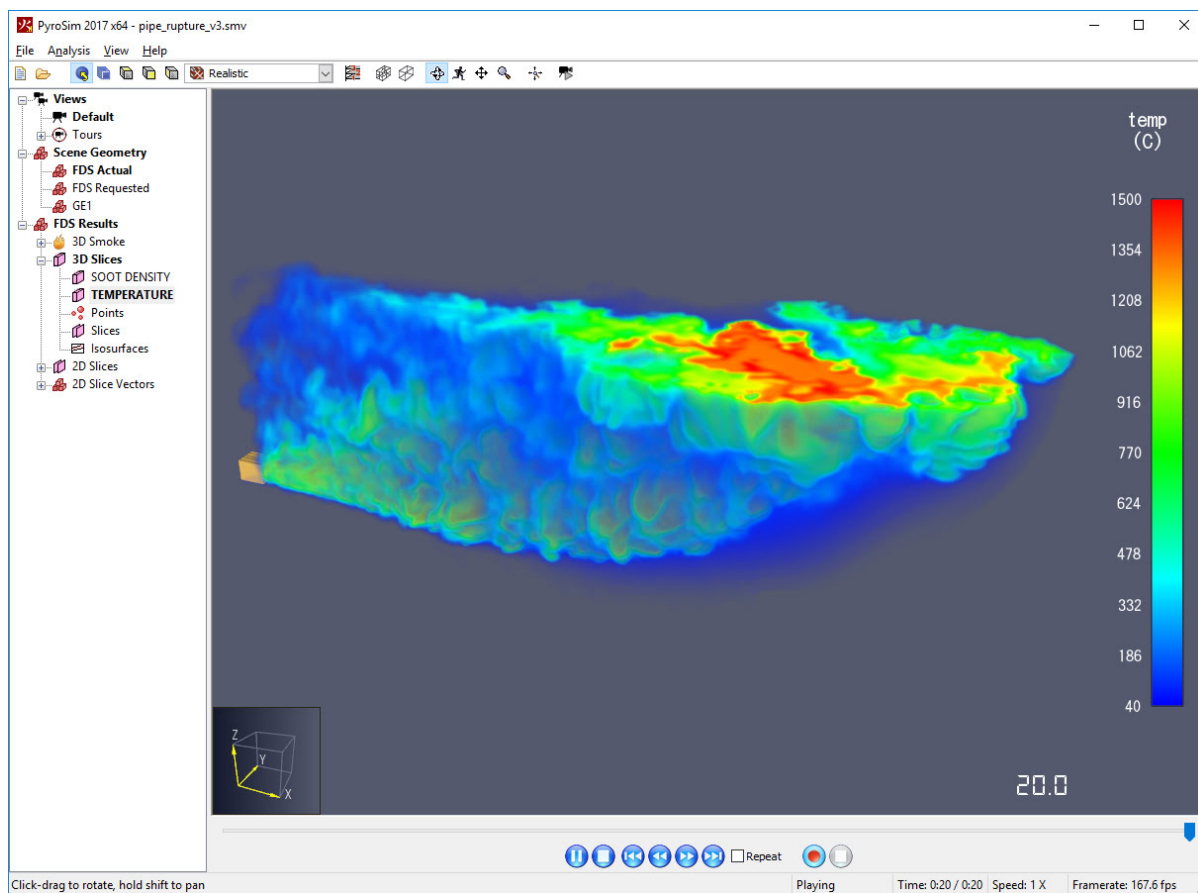 PyroSim 2017 x64 - pipe_rupture_v3.smv
File Analysis View Help
Realistic
Views
Default
Tours
Scene Geometry
FDS Actual
FDS Requested
GE1
FDS Results
3D Smoke
3D Slices
SOOT DENSITY
TEMPERATURE
Points
Slices
Isosurfaces
2D Slices
2D Slice Vectors
temp
(C)
1500
1354
1208
1062
916
770
624
478
332
186
40
Z
Y
X
20.0
Repeat
Click-drag to rotate, hold shift to pan
Playing Time: 0:20 / 0:20 Speed: 1 X Framerate: 167.6 fps